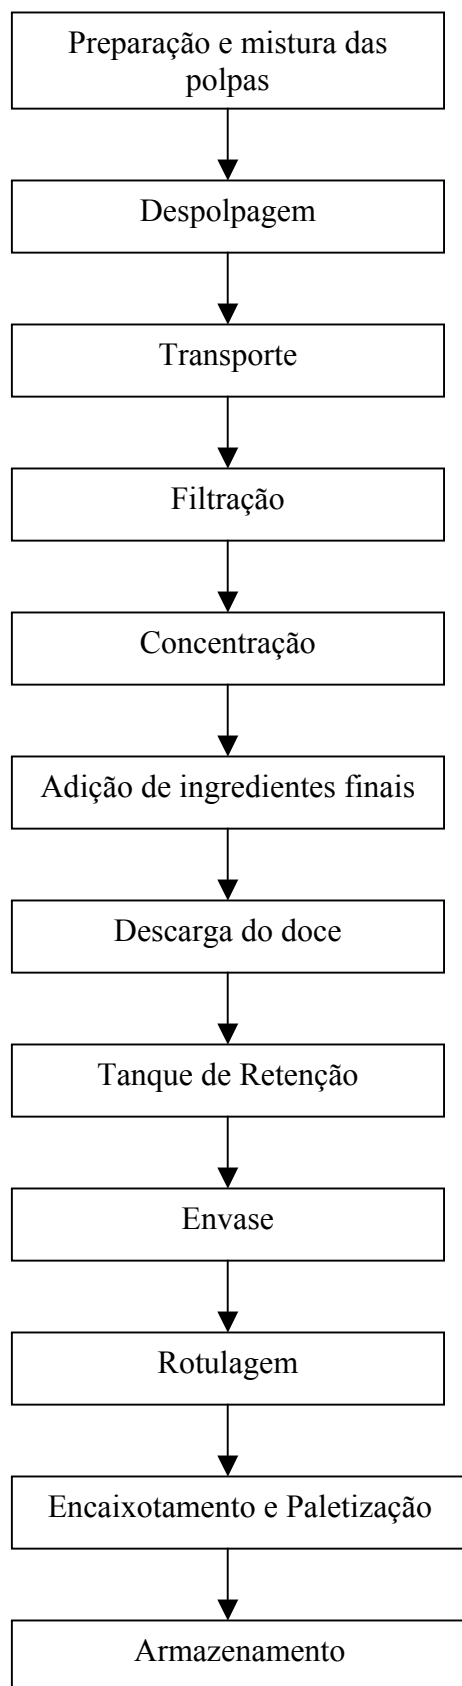 Preparação e mistura das
polpas
Despolpagem
Transporte
Filtração
Concentração
Adição de ingredientes finais
Descarga do doce
Tanque de Retenção
Envase
Rotulagem
Encaixotamento e Paletização
Armazenamento